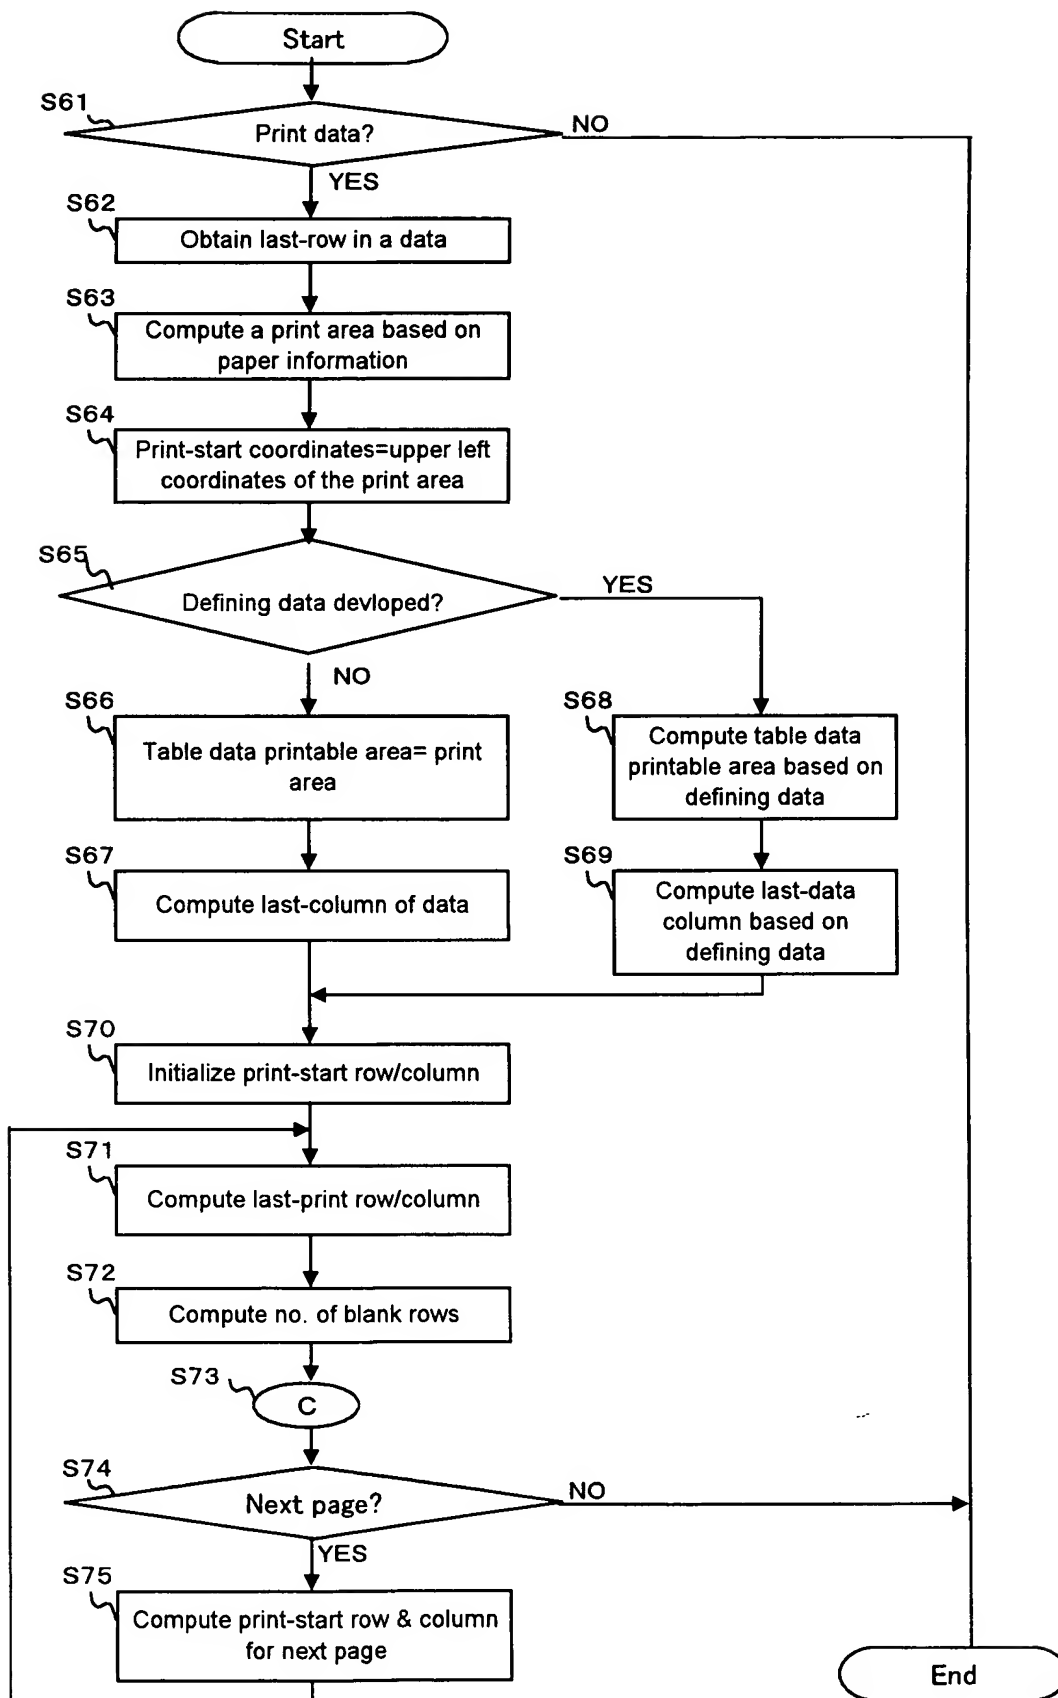 Start
S61
Print data?
NO
YES
S62
Obtain last-row in a data
S63
Compute a print area based on
paper information
S64
Print-start coordinates=upper left
coordinates of the print area
S65
Defining data devloped?
YES
NO
S66
Table data printable area= print
area
S68
Compute table data
printable area based on
defining data
S67
Compute last-column of data
S69
Compute last-data
column based on
defining data
S70
Initialize print-start row/column
S71
Compute last-print row/column
S72
Compute no. of blank rows
S73
C
S74
Next page?
NO
YES
S75
Compute print-start row & column
for next page
End